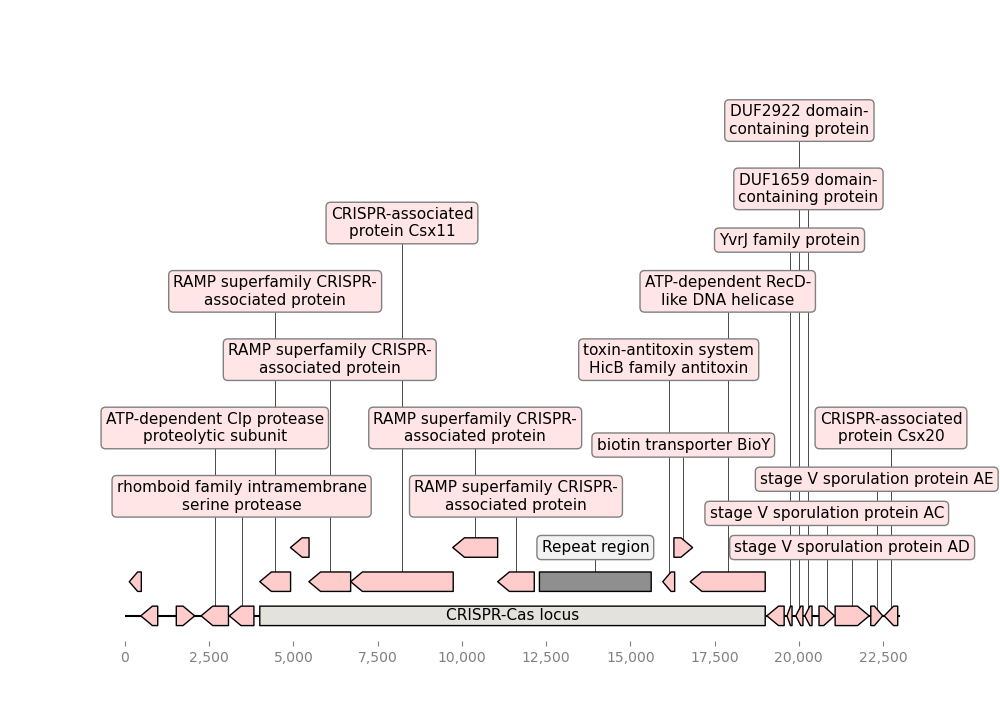 DUF2922 domain-
containing protein
DUF1659 domain-
containing protein
CRISPR-associated
protein Csx11
YvrJ family protein
RAMP superfamily CRISPR-
associated protein
ATP-dependent RecD-
like DNA helicase
RAMP superfamily CRISPR-
associated protein
toxin-antitoxin system
HicB family antitoxin
ATP-dependent Clp protease
proteolytic subunit
RAMP superfamily CRISPR-
associated protein
biotin transporter BioY
CRISPR-associated
protein Csx20
rhomboid family intramembrane
serine protease
RAMP superfamily CRISPR-
associated protein
stage V sporulation protein AE
stage V sporulation protein AC
Repeat region
stage V sporulation protein AD
CRISPR-Cas locus
0 2,500 5,000 7,500 10,000 12,500 15,000 17,500 20,000 22,500